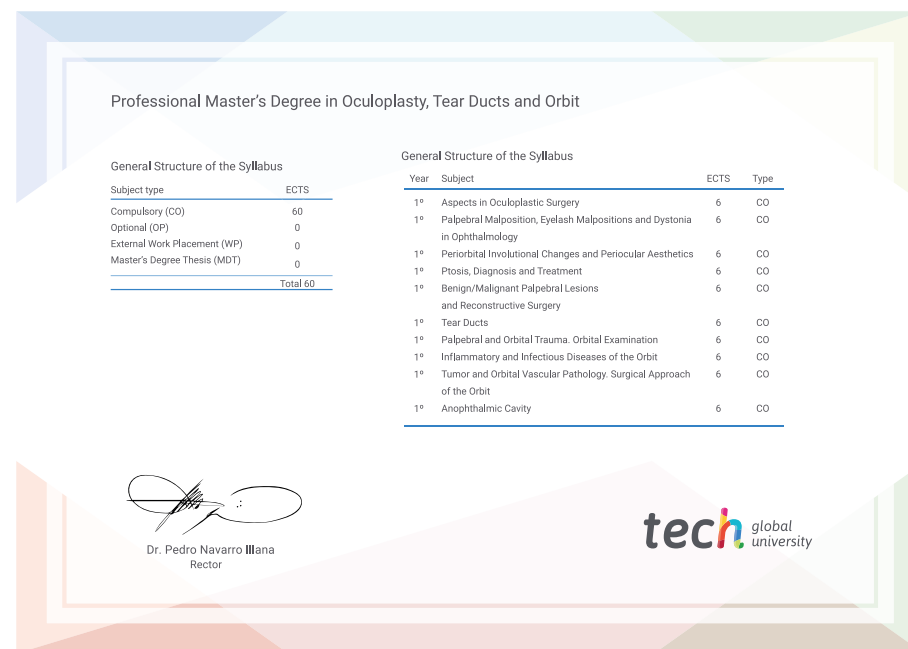 Professional Master's Degree in Oculoplasty, Tear Ducts and Orbit
General Structure of the Syllabus
Subject type ECTS
Compulsory (CO) 60
Optional (OP) 0
External Work Placement (WP) 0
Master's Degree Thesis (MDT) 0
Total 60
General Structure of the Syllabus
Year Subject ECTS Type
1º Aspects in Oculoplastic Surgery 6 CO
1º Palpebral Malposition, Eyelash Malpositions and Dystonia 6 CO
in Ophthalmology
1º Periorbital Involutional Changes and Periocular Aesthetics 6 CO
1º Ptosis, Diagnosis and Treatment 6 CO
1º Benign/Malignant Palpebral Lesions 6 CO
and Reconstructive Surgery
1º Tear Ducts 6 CO
1º Palpebral and Orbital Trauma. Orbital Examination 6 CO
1º Inflammatory and Infectious Diseases of the Orbit 6 CO
1º Tumor and Orbital Vascular Pathology. Surgical Approach 6 CO
of the Orbit
1º Anophthalmic Cavity 6 CO
Dr. Pedro Navarro Illana
Rector
tech global
university